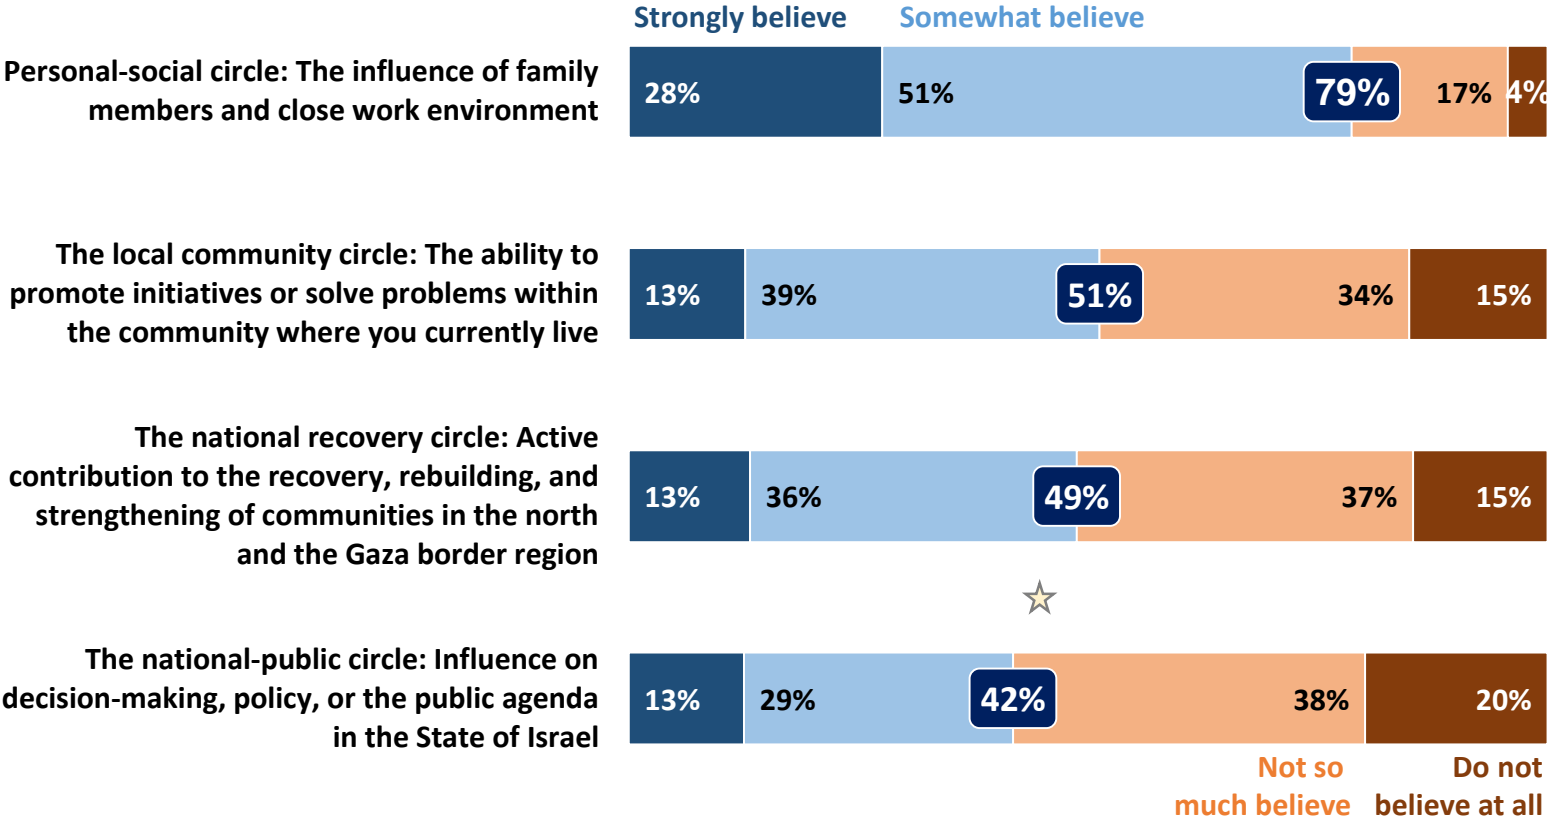 Strongly believe Somewhat believe
Personal-social circle: The influence of family
members and close work environment
28% 51% 79% 17% 4%
The local community circle: The ability to
promote initiatives or solve problems within
the community where you currently live
13% 39% 51% 34% 15%
The national recovery circle: Active
contribution to the recovery, rebuilding, and
strengthening of communities in the north
and the Gaza border region
13% 36% 49% 37% 15%
The national-public circle: Influence on
decision-making, policy, or the public agenda
in the State of Israel
13% 29% 42% 38% 20%
Not so
much believe
Do not
believe at all